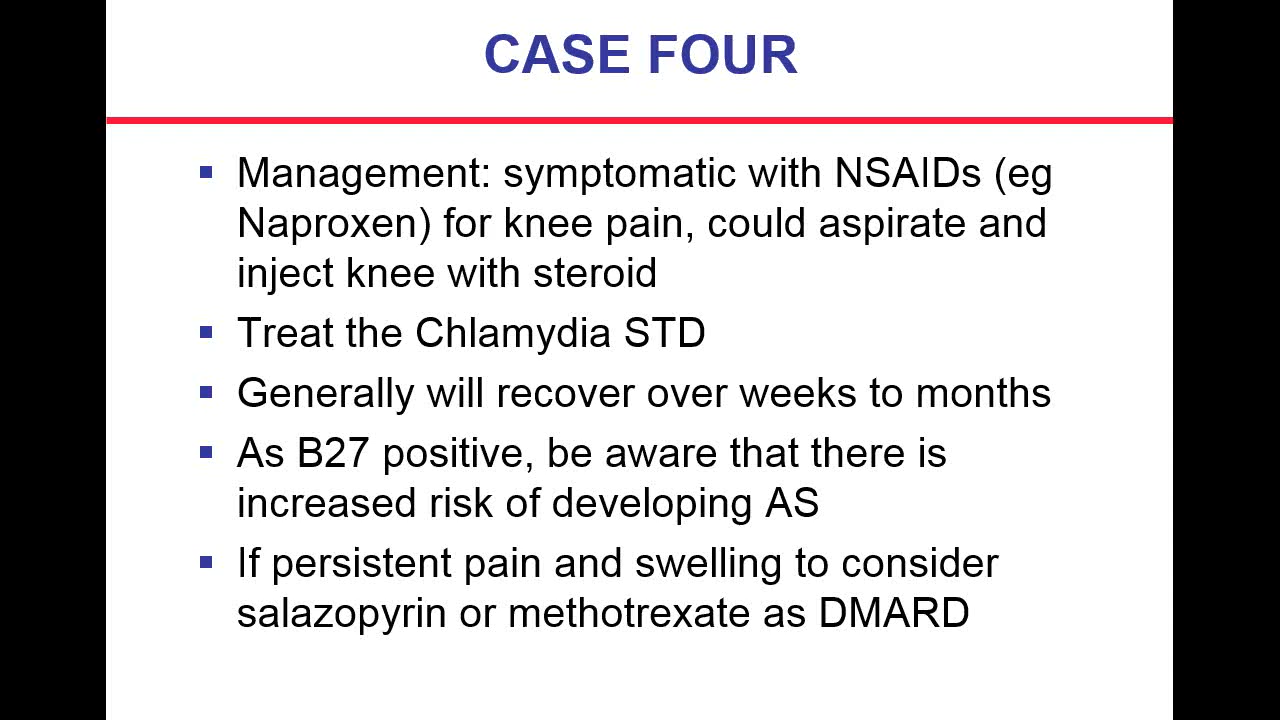 CASE FOUR
Management: symptomatic with NSAIDs (eg
Naproxen) for knee pain, could aspirate and
inject knee with steroid
Treat the Chlamydia STD
Generally will recover over weeks to months
As B27 positive, be aware that there is
increased risk of developing AS
If persistent pain and swelling to consider
salazopyrin or methotrexate as DMARD